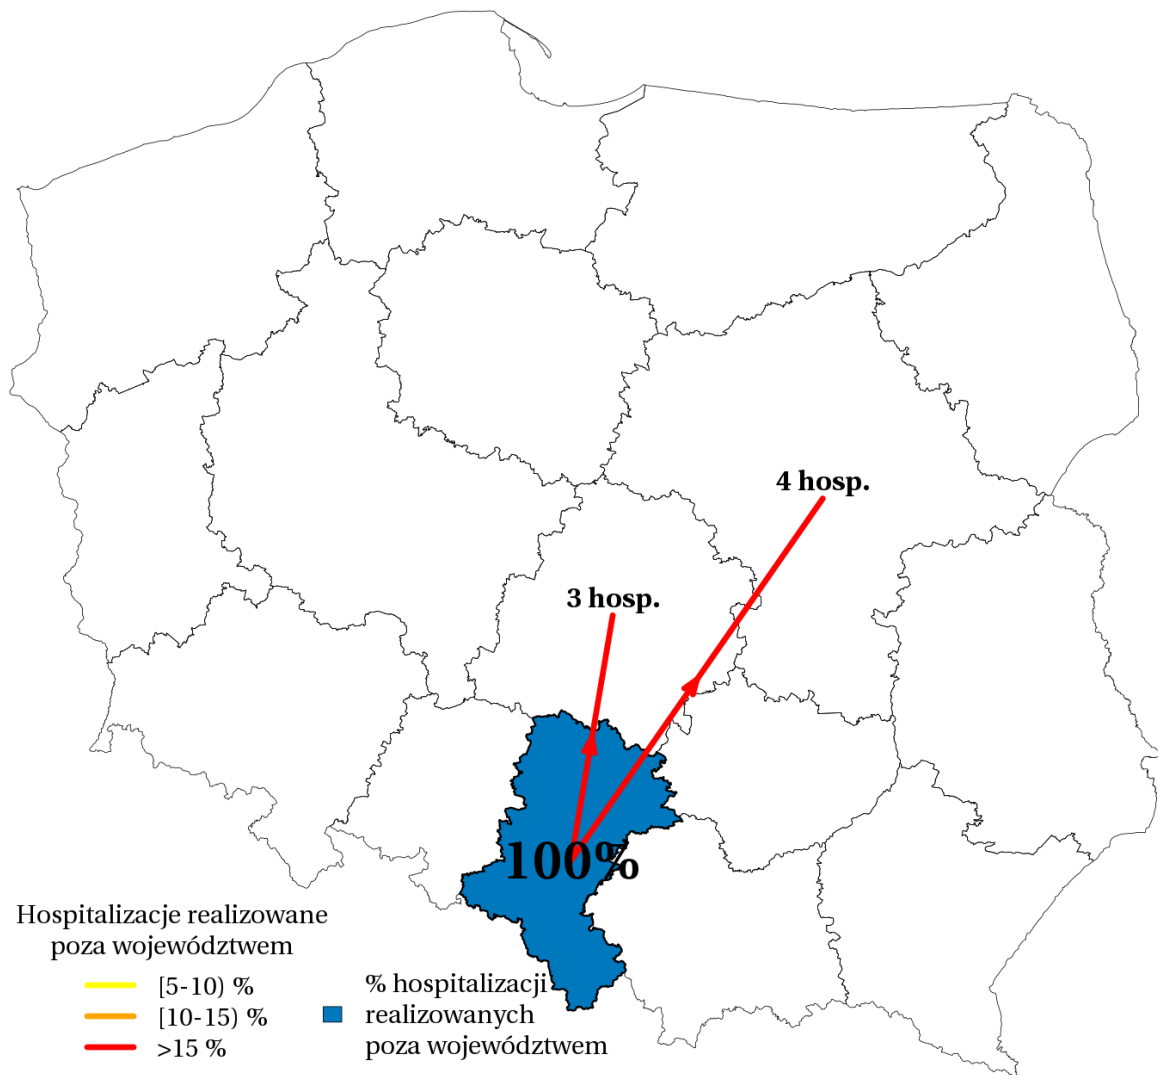 4 hosp.
3 hosp.
100%
Hospitalizacje realizowane
poza województwem
[5-10) %
[10-15) %
>15 %
% hospitalizacji
realizowanych
poza województwem